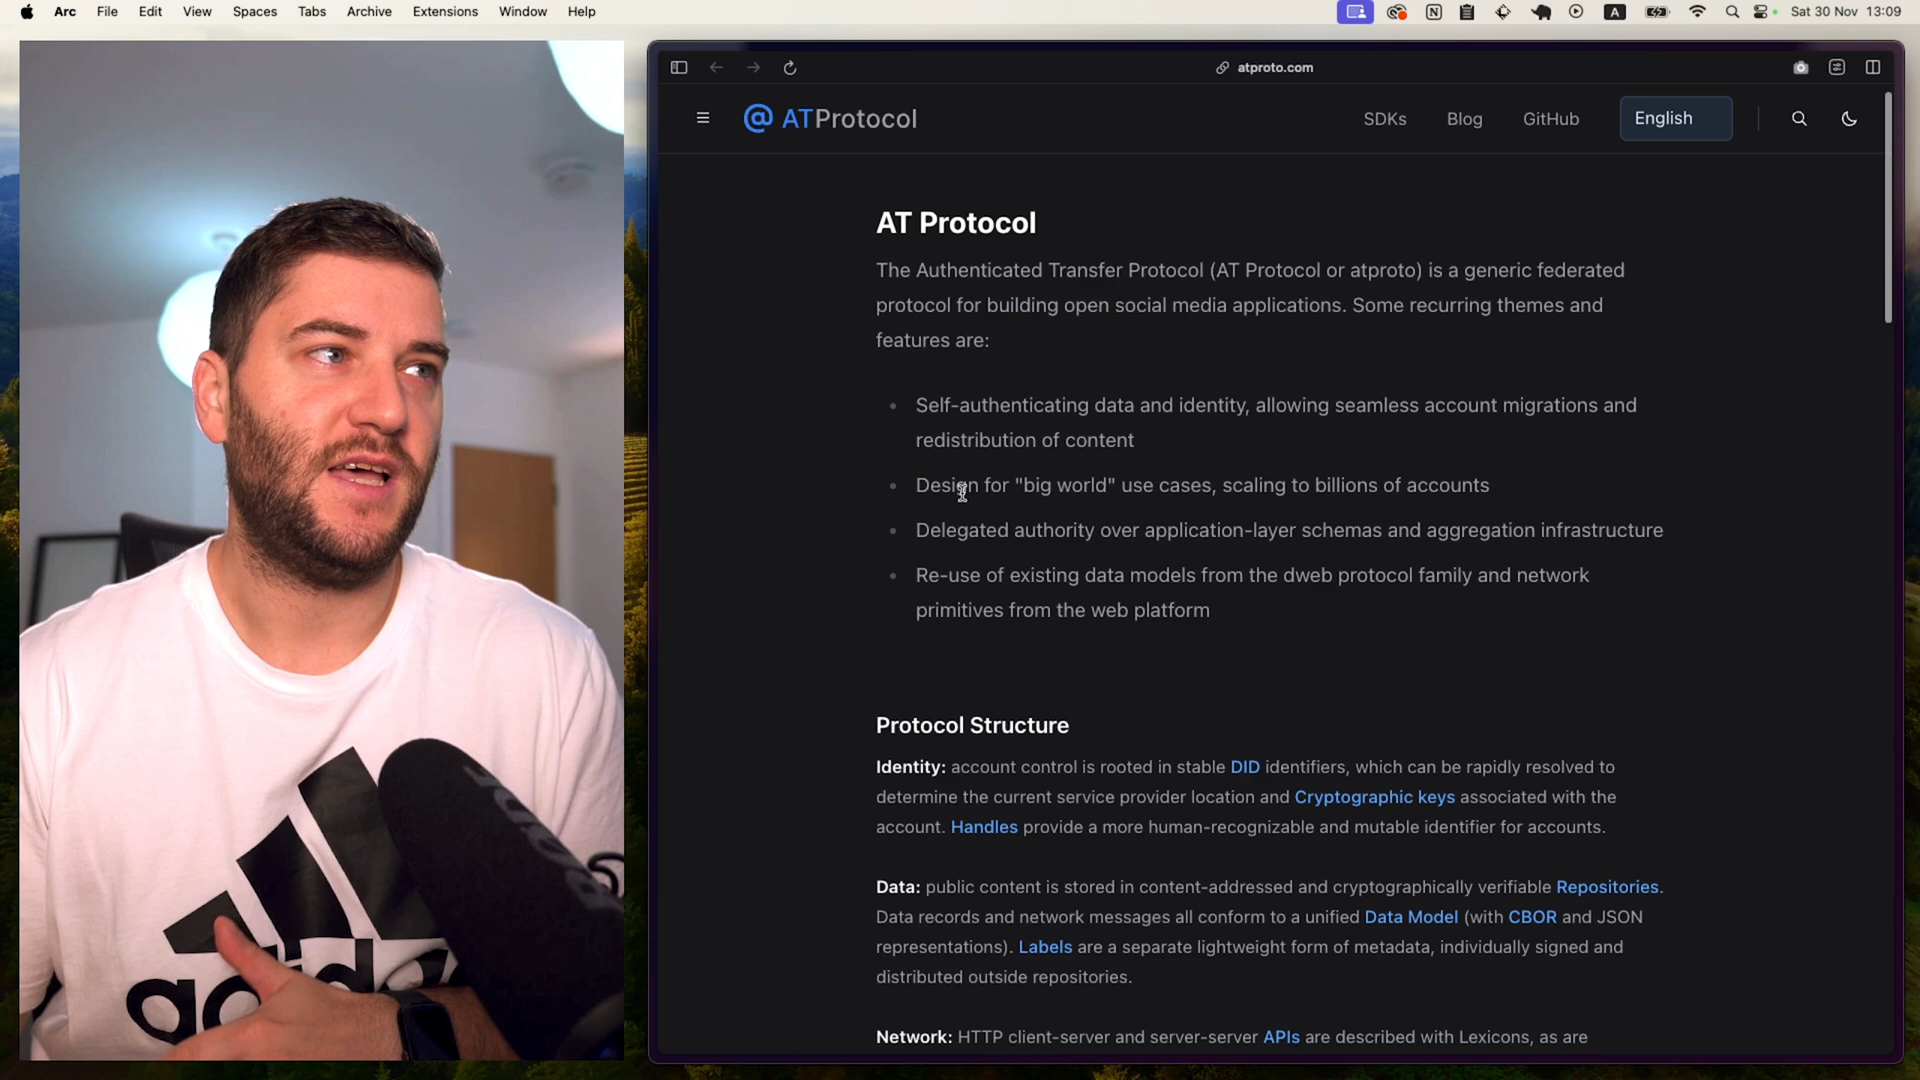 Arc File Edit View Spaces Tabs Archive Extensions Window Help
A
Sat 30 Nov 13:09
atproto.com
@ ATProtocol
SDKs Blog GitHub English
AT Protocol
The Authenticated Transfer Protocol (AT Protocol or atproto) is a generic federated
protocol for building open social media applications. Some recurring themes and
features are:
• Self-authenticating data and identity, allowing seamless account migrations and
redistribution of content
• Design for "big world" use cases, scaling to billions of accounts
• Delegated authority over application-layer schemas and aggregation infrastructure
• Re-use of existing data models from the dweb protocol family and network
primitives from the web platform
Protocol Structure
Identity: account control is rooted in stable DID identifiers, which can be rapidly resolved to
determine the current service provider location and Cryptographic keys associated with the
account. Handles provide a more human-recognizable and mutable identifier for accounts.
Data: public content is stored in content-addressed and cryptographically verifiable Repositories.
Data records and network messages all conform to a unified Data Model (with CBOR and JSON
representations). Labels are a separate lightweight form of metadata, individually signed and
distributed outside repositories.
Network: HTTP client-server and server-server APIs are described with Lexicons, as are
adidas
RØDE